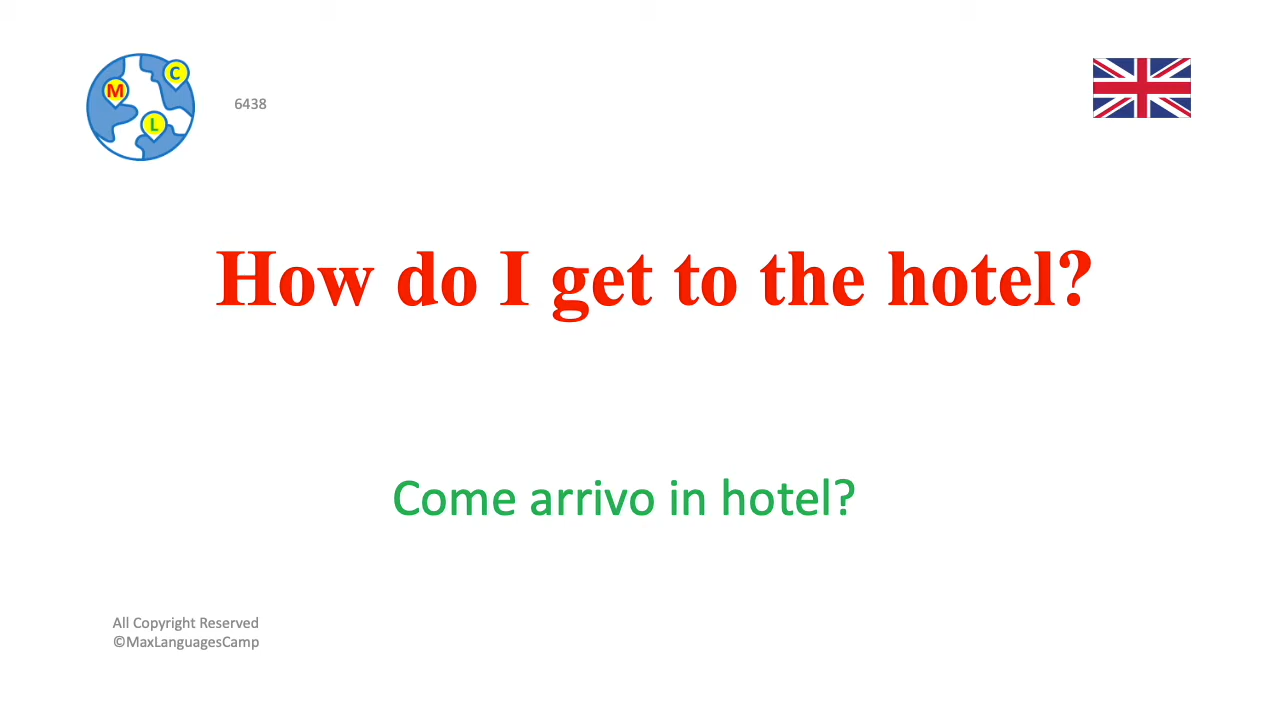 M
C
L
6438
How do I get to the hotel?
Come arrivo in hotel?
All Copyright Reserved
©MaxLanguagesCamp